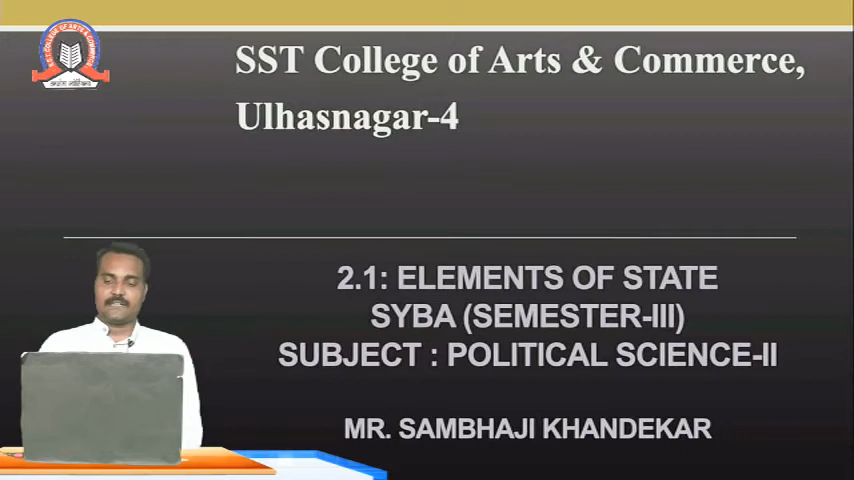 SST College of Arts & Commerce,
Ulhasnagar-4
2.1: ELEMENTS OF STATE
SYBA (SEMESTER-III)
SUBJECT : POLITICAL SCIENCE-II
MR. SAMBHAJI KHANDEKAR